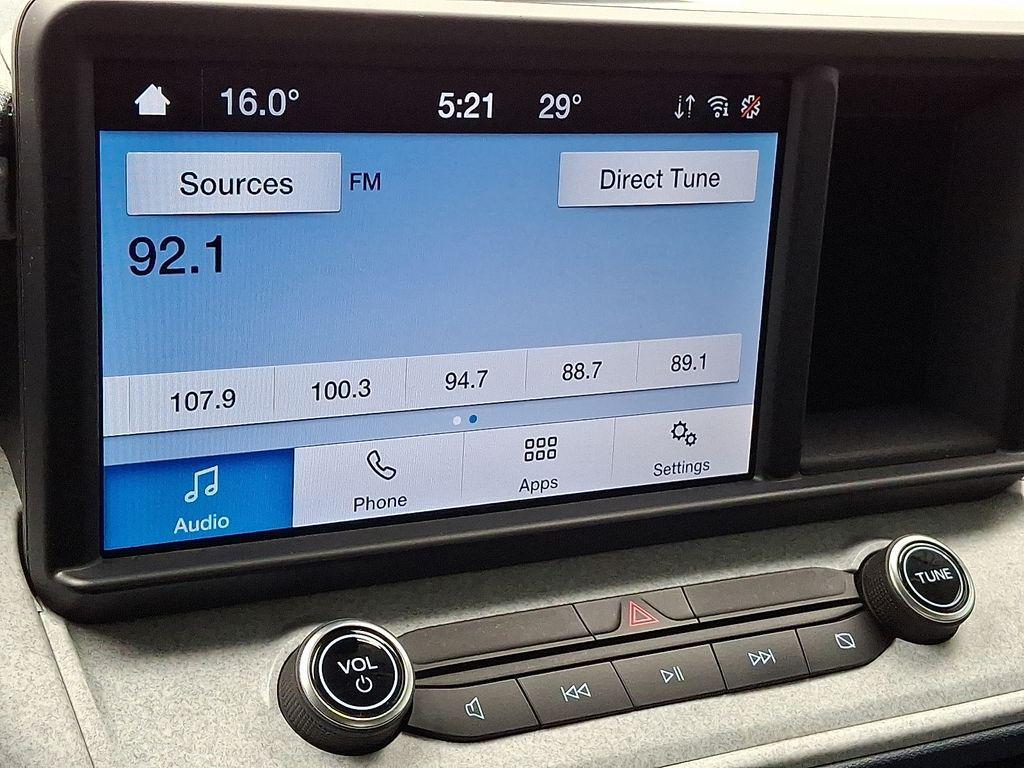 16.0° 5:21 29°
Sources FM Direct Tune
92.1
107.9 100.3 94.7 88.7 89.1
Audio Phone Apps Settings
TUNE
VOL